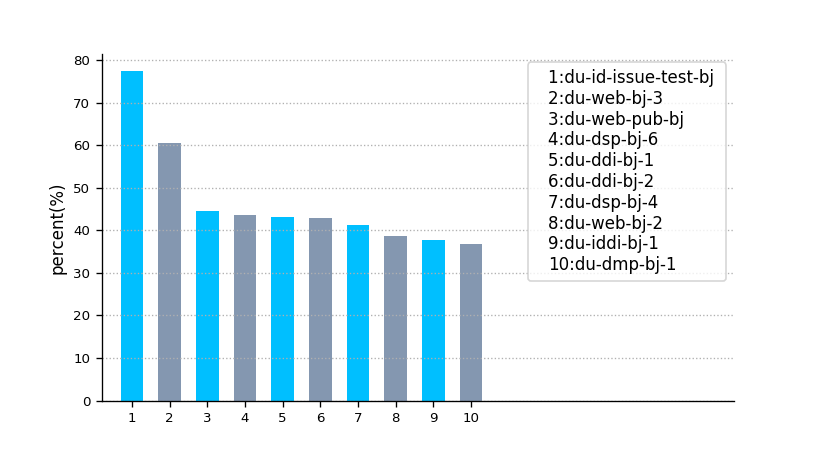 percent(%)
80
70
60
50
40
30
20
10
0
1 2 3 4 5 6 7 8 9 10
1:du-id-issue-test-bj
2:du-web-bj-3
3:du-web-pub-bj
4:du-dsp-bj-6
5:du-ddi-bj-1
6:du-ddi-bj-2
7:du-dsp-bj-4
8:du-web-bj-2
9:du-iddi-bj-1
10:du-dmp-bj-1